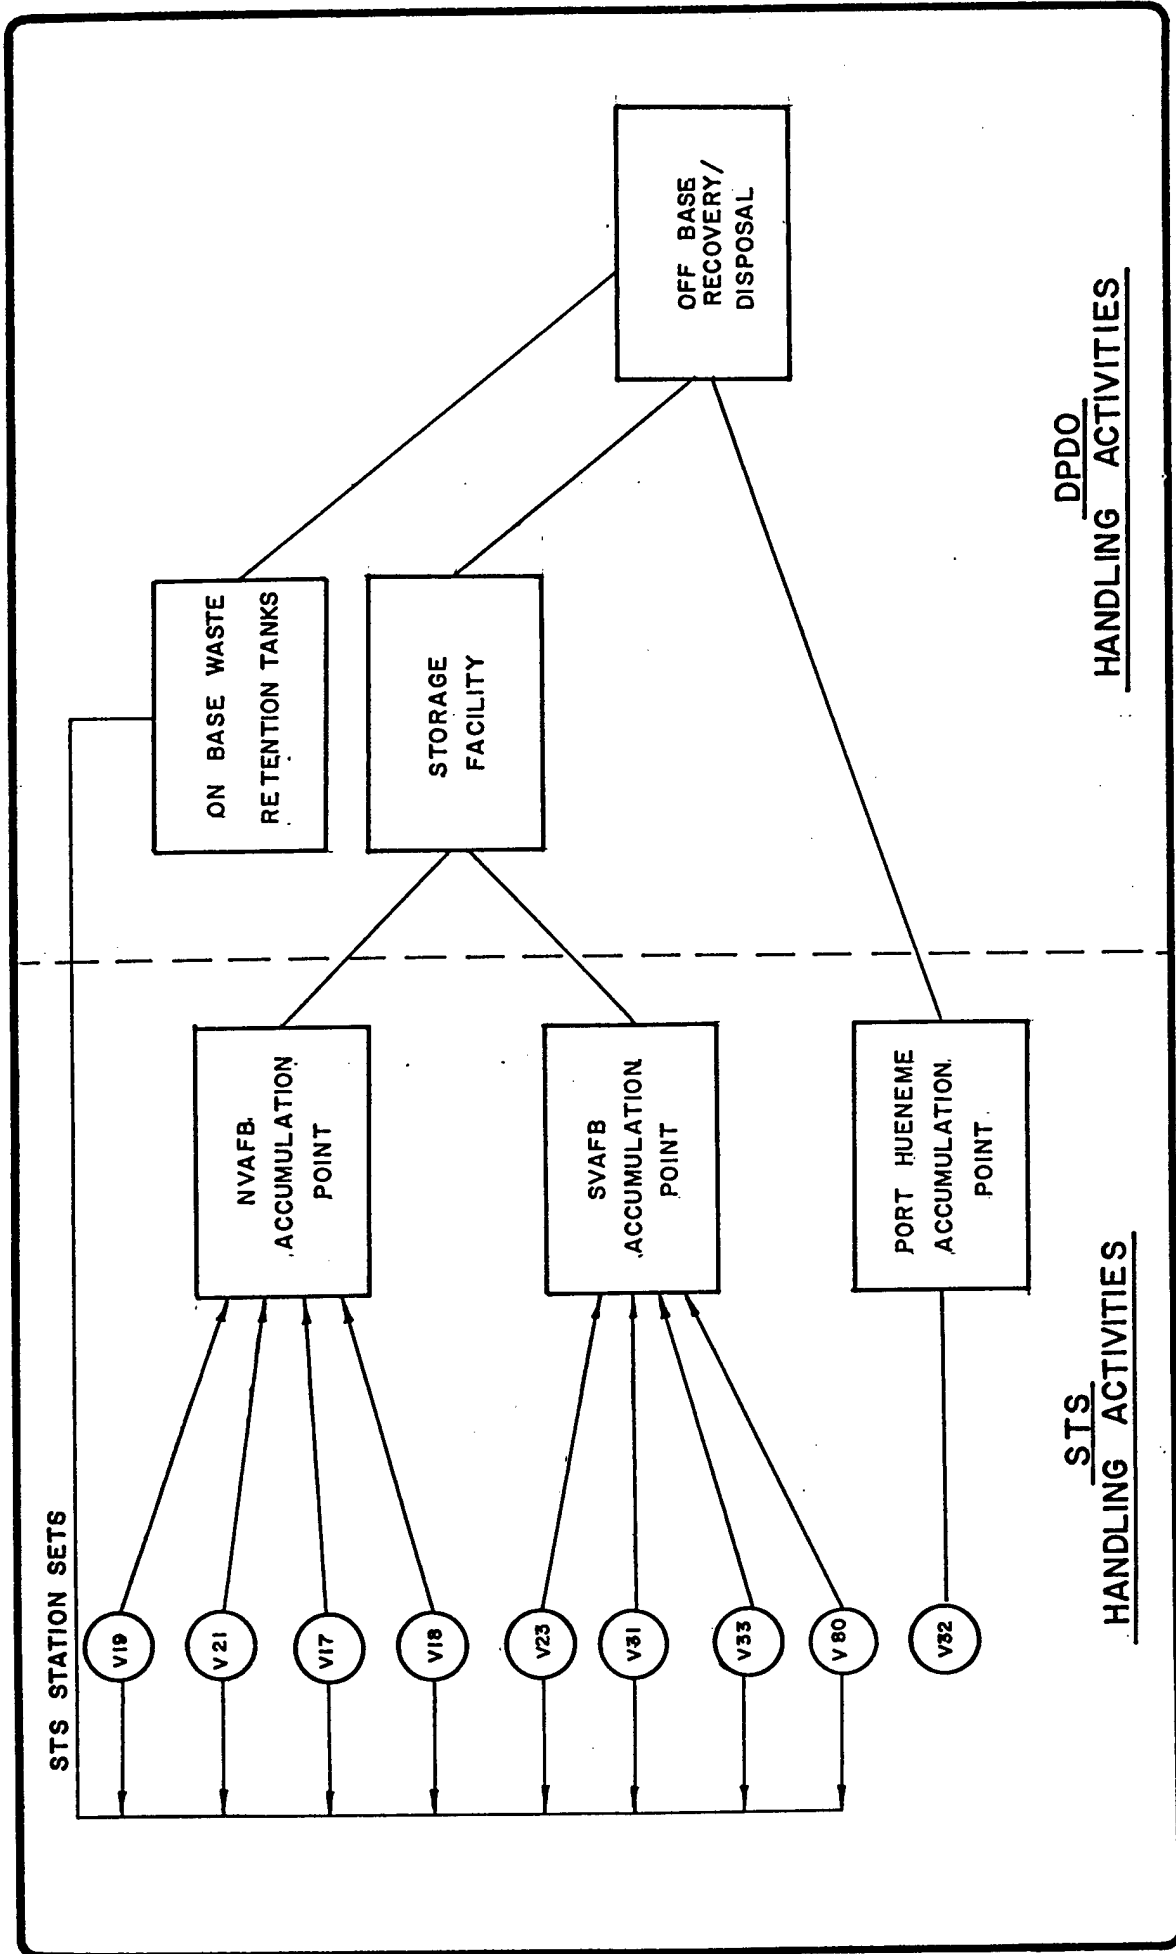 STS STATION SETS
V19
V21
V17
V18
V23
V31
V33
V80
V32
NVAFB
ACCUMULATION
POINT
SVAFB
ACCUMULATION
POINT
PORT HUENEME
ACCUMULATION
POINT
ON BASE WASTE
RETENTION TANKS
STORAGE
FACILITY
OFF BASE
RECOVERY/
DISPOSAL
STS
HANDLING ACTIVITIES
DPDO
HANDLING ACTIVITIES